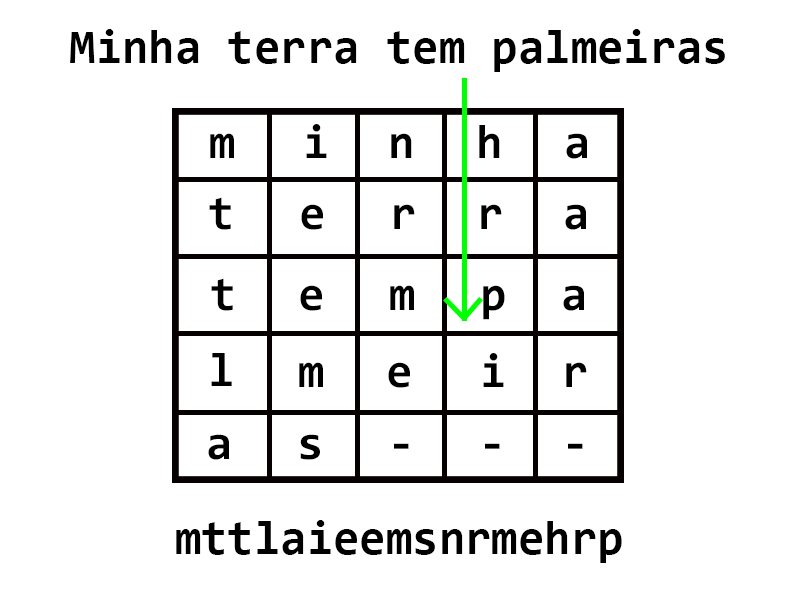 Minha terra tem palmeiras
m i n h a
t e r r a
t e m p a
l m e i r
a s - - -
mttlaieemsnrmehrp